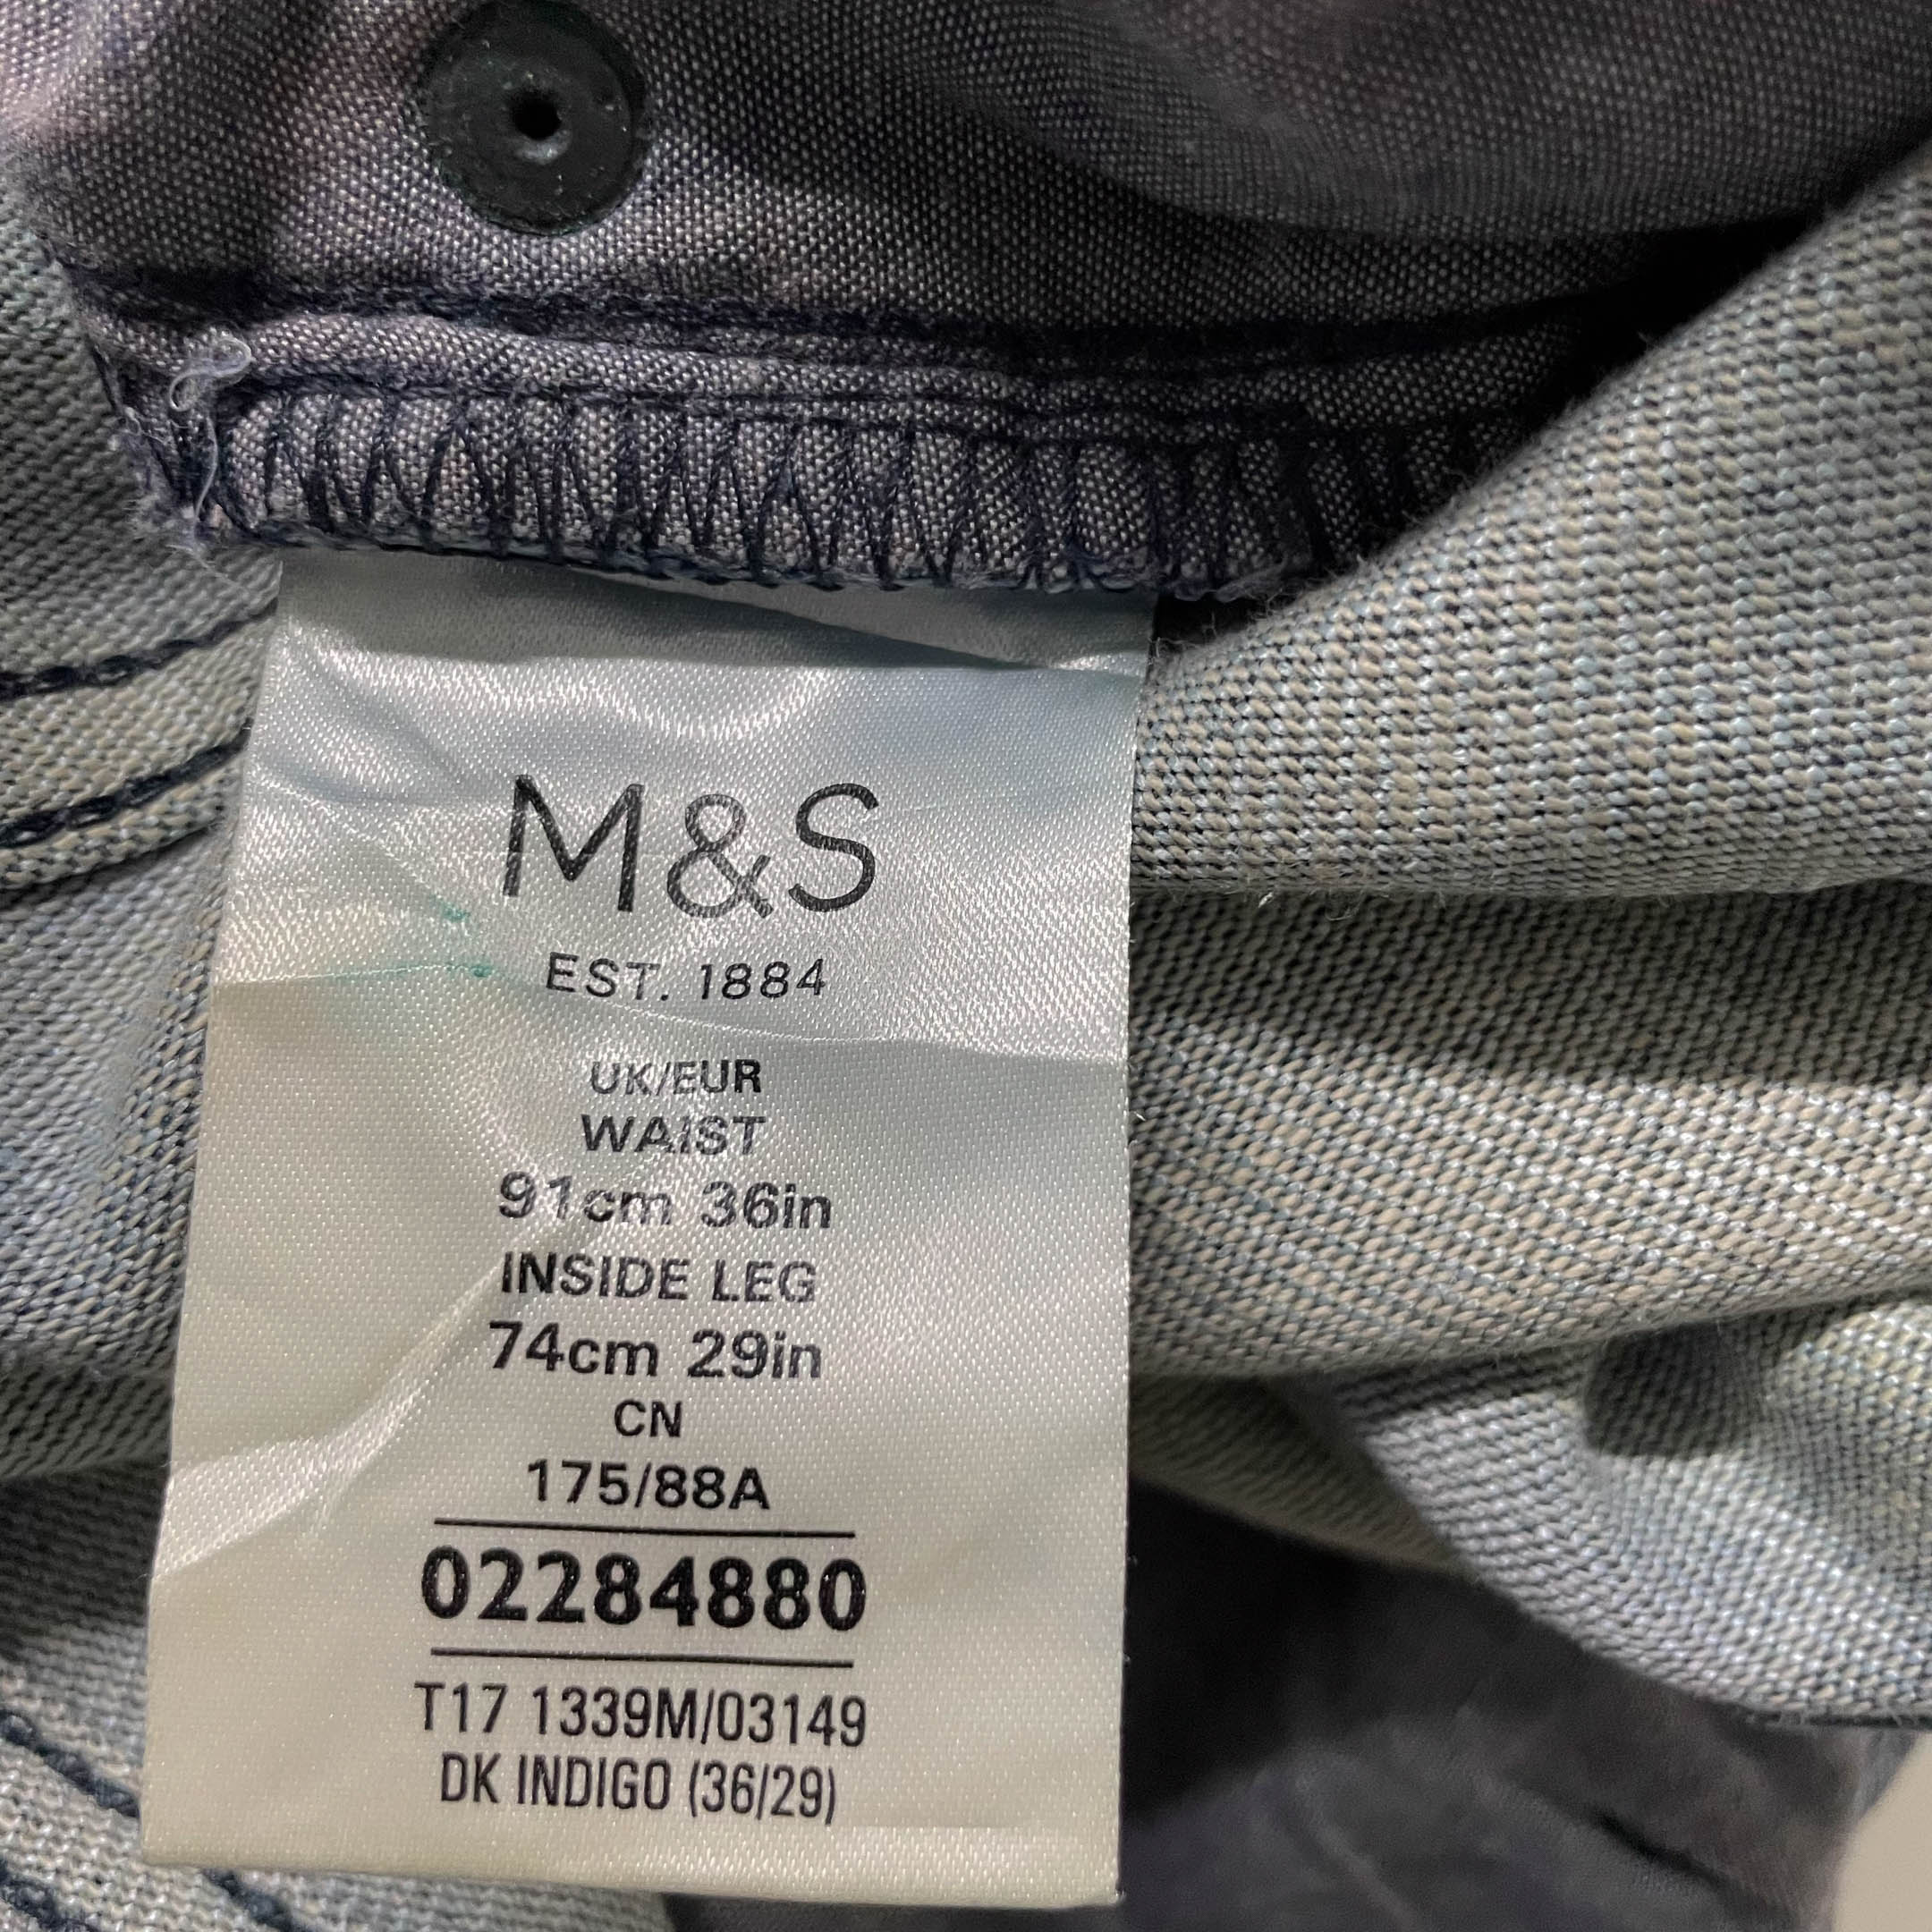 M&S
EST. 1884
UK/EUR
WAIST
91cm 36in
INSIDE LEG
74cm 29in
CN
175/88A
02284880
T17 1339M/03149
DK INDIGO (36/29)